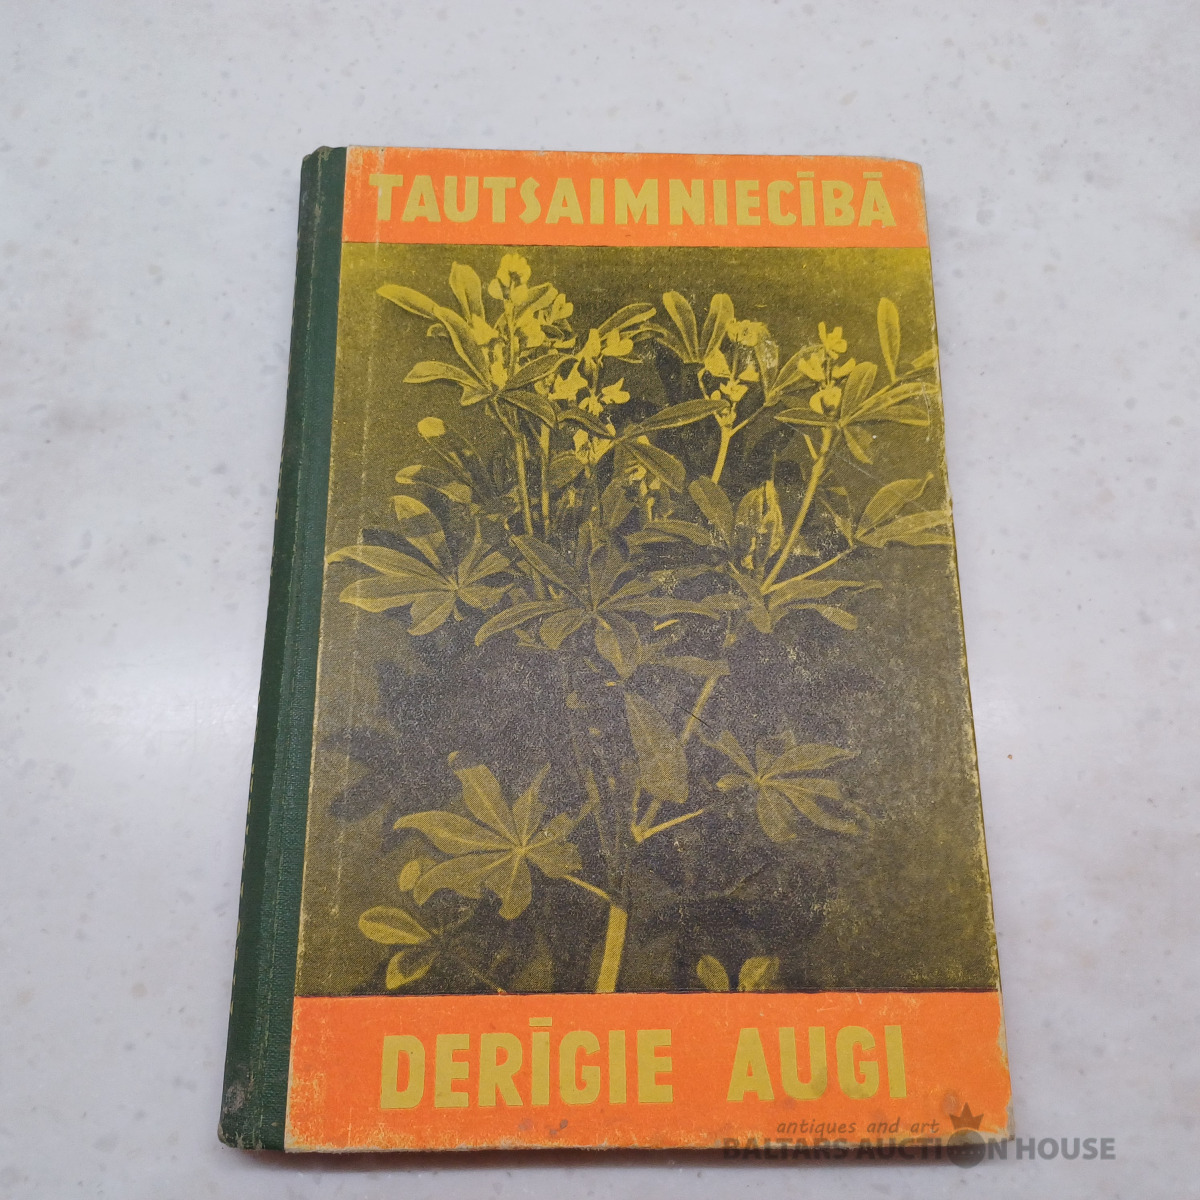 TAUTSAIMNIECĪBĀ
DERĪGIE AUGI
antiques and art
BALTARS AUCTION HOUSE